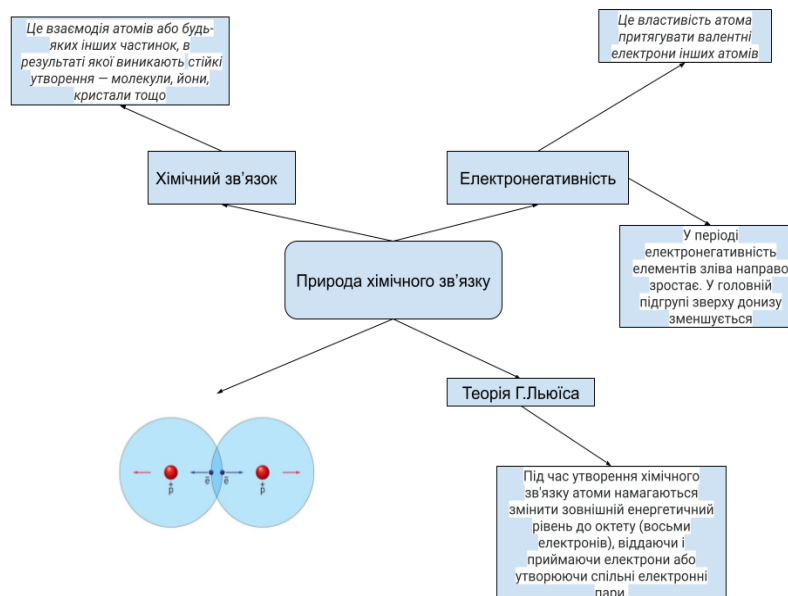 Це взаємодія атомів або будь-
яких інших частинок, в
результаті якої виникають стійкі
утворення — молекули, йони,
кристали тощо
Це властивість атома
притягувати валентні
електрони інших атомів
Хімічний зв’язок
Електронегативність
У періоді
електронегативність
елементів зліва направо
зростає. У головній
підгрупі зверху донизу
зменшується
Природа хімічного зв’язку
Теорія Г.Льюїса
+
p
ē
ē
+
p
Під час утворення хімічного
зв'язку атоми намагаються
змінити зовнішній енергетичний
рівень до октету (восьми
електронів), віддаючи і
приймаючи електрони або
утворюючи спільні електронні
пари